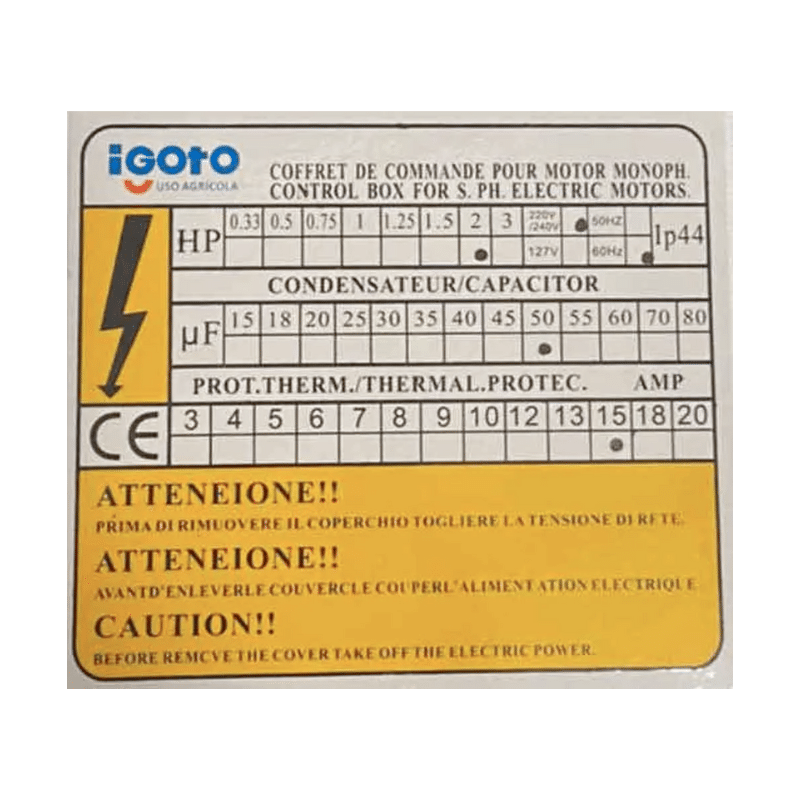 iGOTO
USO AGRÍCOLA
COFFRET DE COMMANDE POUR MOTOR MONOPH.
CONTROL BOX FOR S. PH. ELECTRIC MOTORS.
HP 0.33 0.5 0.75 1 1.25 1.5 2 3 220V/240V 50HZ Ip44
127V 60Hz
CONDENSATEUR/CAPACITOR
µF 15 18 20 25 30 35 40 45 50 55 60 70 80
PROT.THERM./THERMAL.PROTEC. AMP
CE 3 4 5 6 7 8 9 10 12 13 15 18 20
ATTENEIONE!!
PRIMA DI RIMUOVERE IL COPERCHIO TOGLIERE LA TENSIONE DI RETE.
ATTENEIONE!!
AVANTD'ENLEVERLE COUVERCLE COUPERL'ALIMENTATION ELECTRIQUE
CAUTION!!
BEFORE REMCVE THE COVER TAKE OFF THE ELECTRIC POWER.